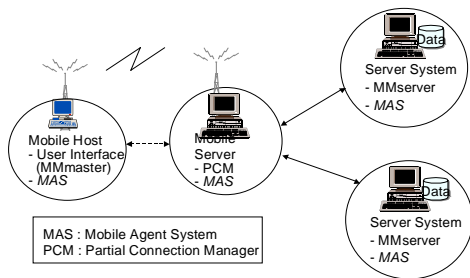 Data
Server System
- MMserver
- MAS
Mobile Host
- User Interface
(MMmaster)
- MAS
Mobile
Server
- PCM
- MAS
Data
Server System
- MMserver
- MAS
MAS : Mobile Agent System
PCM : Partial Connection Manager